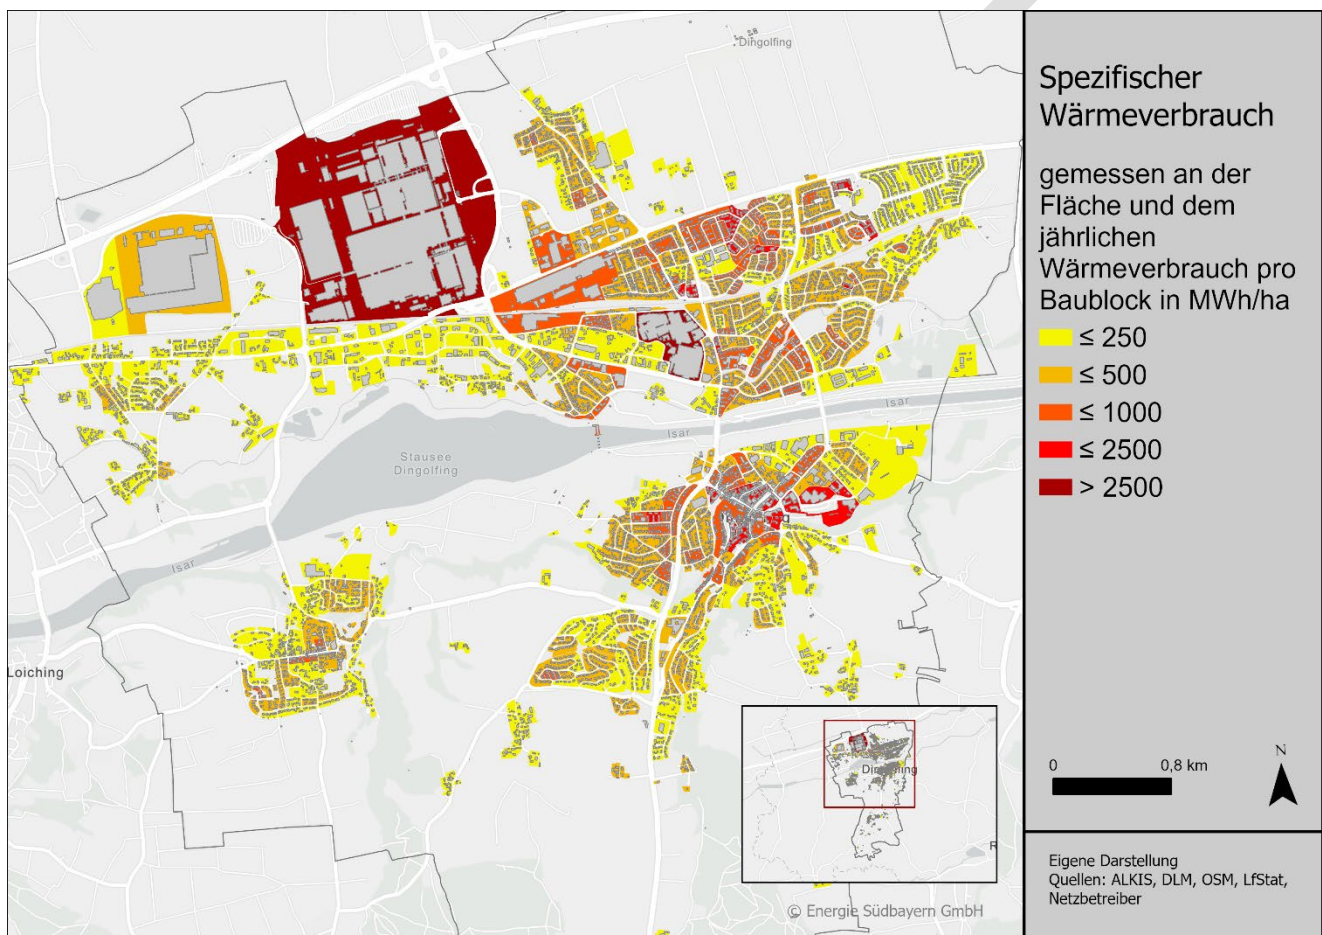 Dingolfing
Isar
Isar
Stausee
Dingolfing
Isar
Loiching
Dingolfing
R
© Energie Südbayern GmbH
Spezifischer
Wärmeverbrauch
gemessen an der
Fläche und dem
jährlichen
Wärmeverbrauch pro
Baublock in MWh/ha
≤ 250
≤ 500
≤ 1000
≤ 2500
> 2500
0 0,8 km
N
Eigene Darstellung
Quellen: ALKIS, DLM, OSM, LfStat,
Netzbetreiber